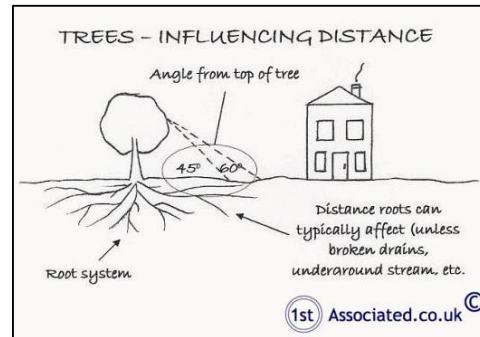 TREES – INFLUENCING DISTANCE
Angle from top of tree
45°
60°
Distance roots can
typically affect (unless
broken drains,
underground stream, etc.
Root system
1st Associated.co.uk ©